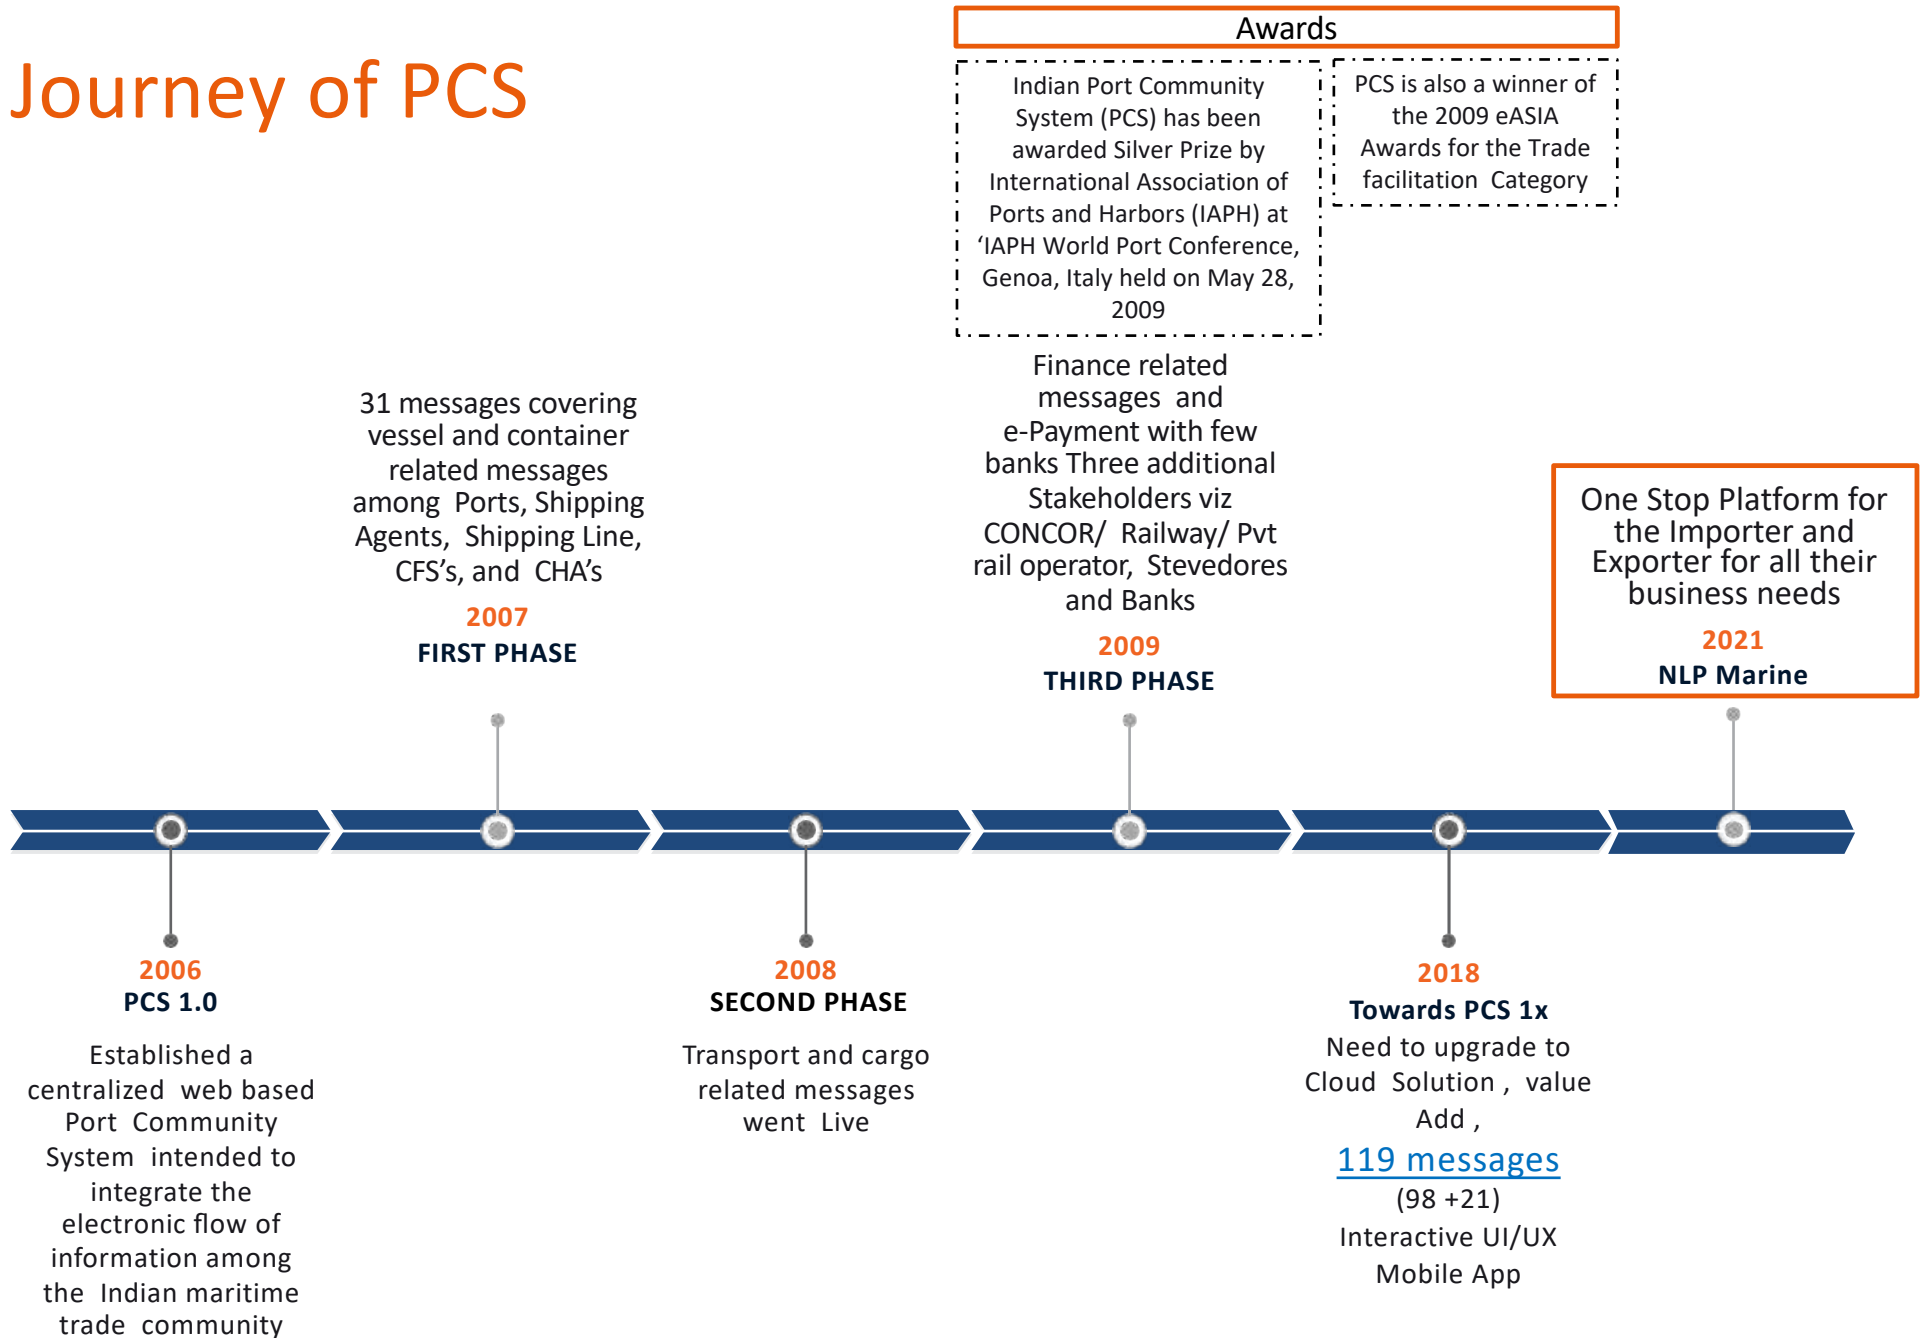 Journey of PCS
Awards
Indian Port Community
System (PCS) has been
awarded Silver Prize by
International Association of
Ports and Harbors (IAPH) at
‘IAPH World Port Conference,
Genoa, Italy held on May 28,
2009
PCS is also a winner of
the 2009 eASIA
Awards for the Trade
facilitation Category
31 messages covering
vessel and container
related messages
among Ports, Shipping
Agents, Shipping Line,
CFS’s, and CHA’s
2007
FIRST PHASE
Finance related
messages and
e-Payment with few
banks Three additional
Stakeholders viz
CONCOR/ Railway/ Pvt
rail operator, Stevedores
and Banks
2009
THIRD PHASE
One Stop Platform for
the Importer and
Exporter for all their
business needs
2021
NLP Marine
2006
PCS 1.0
Established a
centralized web based
Port Community
System intended to
integrate the
electronic flow of
information among
the Indian maritime
trade community
2008
SECOND PHASE
Transport and cargo
related messages
went Live
2018
Towards PCS 1x
Need to upgrade to
Cloud Solution , value
Add ,
119 messages
(98 +21)
Interactive UI/UX
Mobile App